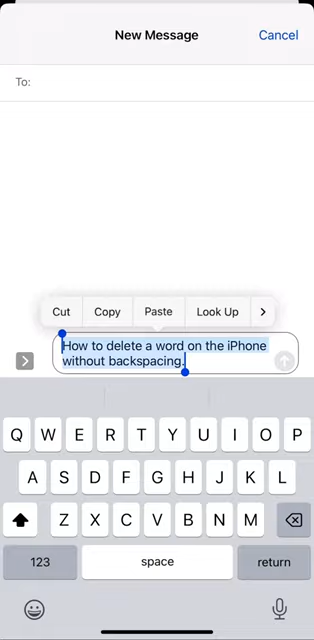 New Message Cancel
To:
Cut Copy Paste Look Up
How to delete a word on the iPhone
without backspacing.
Q W E R T Y U I O P
A S D F G H J K L
Z X C V B N M
123 space return